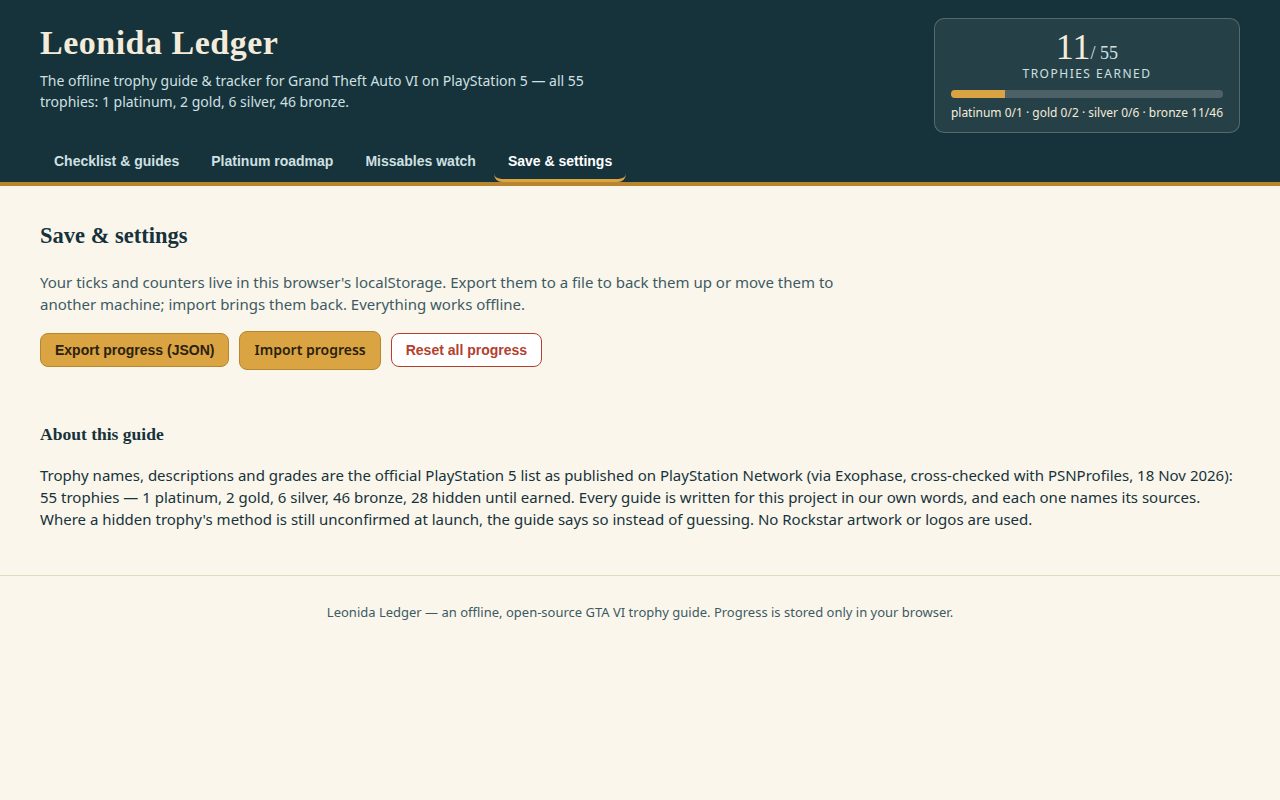 Leonida Ledger
The offline trophy guide & tracker for Grand Theft Auto VI on PlayStation 5 — all 55
trophies: 1 platinum, 2 gold, 6 silver, 46 bronze.
11/ 55
TROPHIES EARNED
platinum 0/1 · gold 0/2 · silver 0/6 · bronze 11/46
Checklist & guides Platinum roadmap Missables watch Save & settings
Save & settings
Your ticks and counters live in this browser's localStorage. Export them to a file to back them up or move them to
another machine; import brings them back. Everything works offline.
Export progress (JSON) Import progress Reset all progress
About this guide
Trophy names, descriptions and grades are the official PlayStation 5 list as published on PlayStation Network (via Exophase, cross-checked with PSNProfiles, 18 Nov 2026):
55 trophies — 1 platinum, 2 gold, 6 silver, 46 bronze, 28 hidden until earned. Every guide is written for this project in our own words, and each one names its sources.
Where a hidden trophy's method is still unconfirmed at launch, the guide says so instead of guessing. No Rockstar artwork or logos are used.
Leonida Ledger — an offline, open-source GTA VI trophy guide. Progress is stored only in your browser.